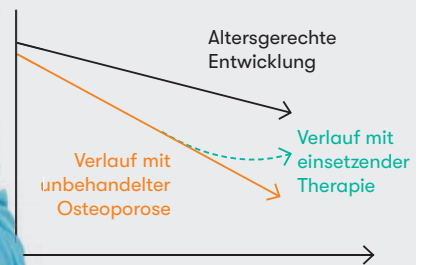 Altersgerechte
Entwicklung
Verlauf mit
einsetzender
Therapie
Verlauf mit
unbehandelter
Osteoporose